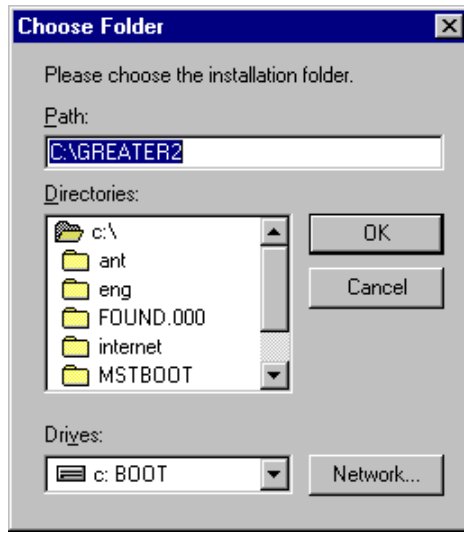 Choose Folder
Please choose the installation folder.
Path:
C:\GREATER2
Directories:
c:\
ant
eng
FOUND.000
internet
MSTBOOT
OK
Cancel
Drives:
c: BOOT
Network...